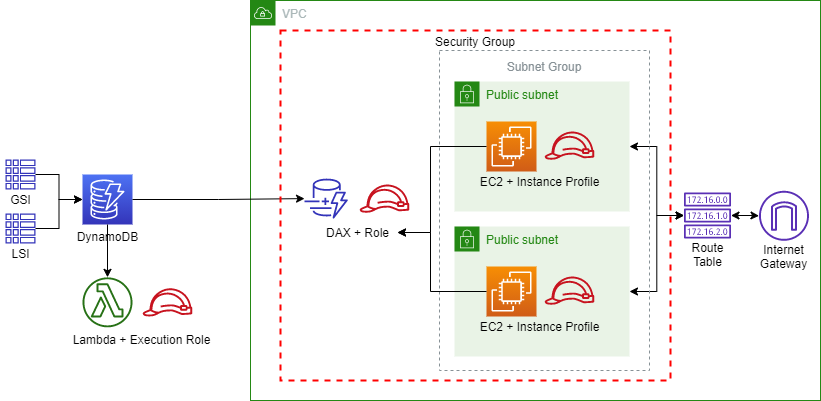 VPC
Security Group
Subnet Group
Public subnet
EC2 + Instance Profile
GSI
LSI
DynamoDB
DAX + Role
172.16.0.0
172.16.1.0
172.16.2.0
Route
Table
Internet
Gateway
Public subnet
EC2 + Instance Profile
Lambda + Execution Role